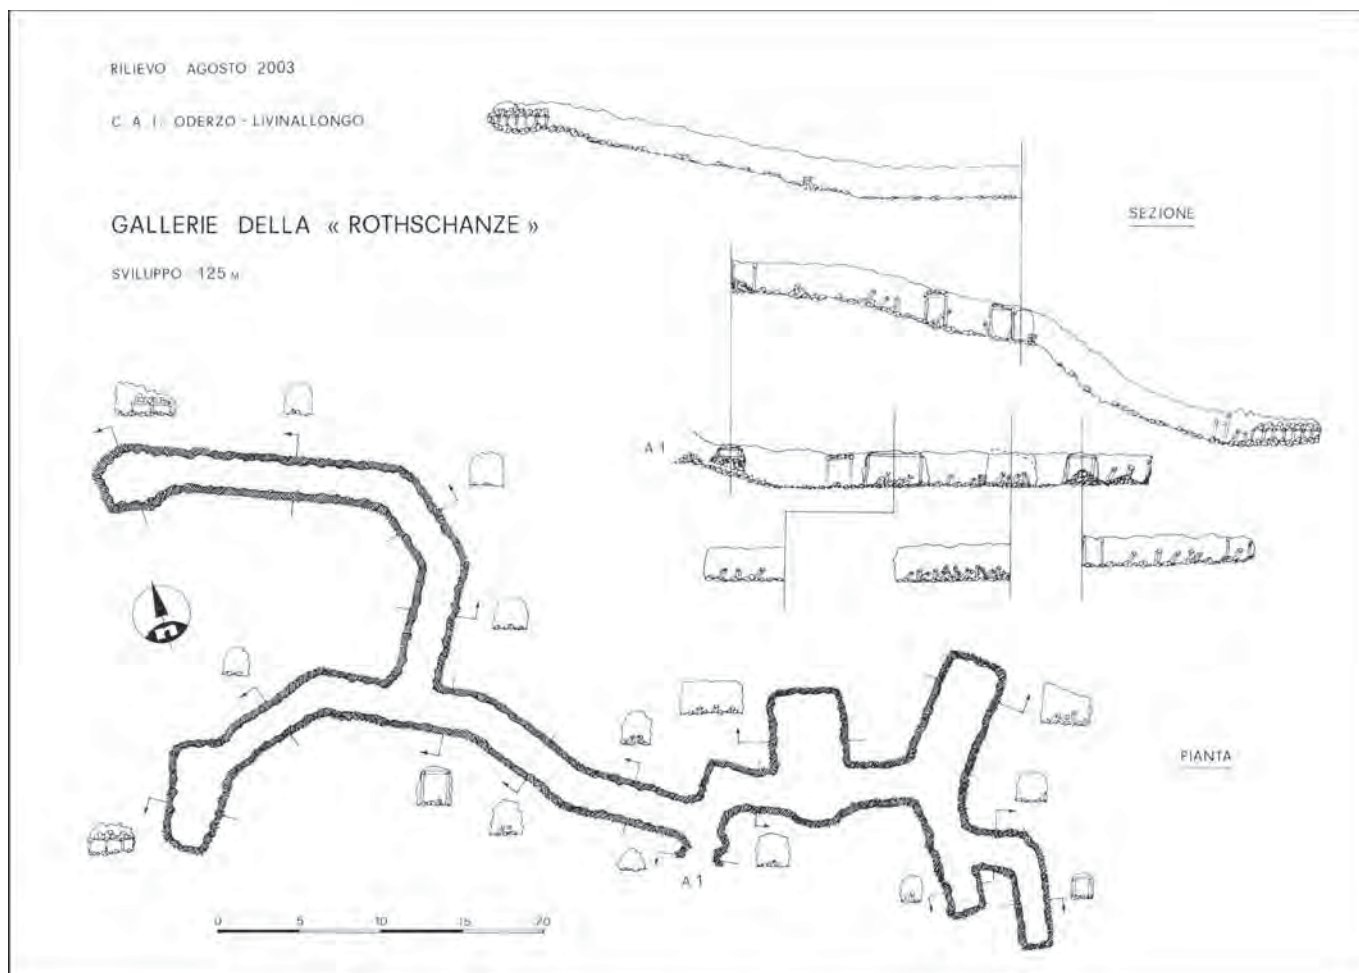 RILIEVO AGOSTO 2003
C. A. I. ODERZO - LIVINALLONGO
GALLERIE DELLA « ROTHSCHANZE »
SVILUPPO 125 M
SEZIONE
A 1
PIANTA
A 1
0 5 10 15 20